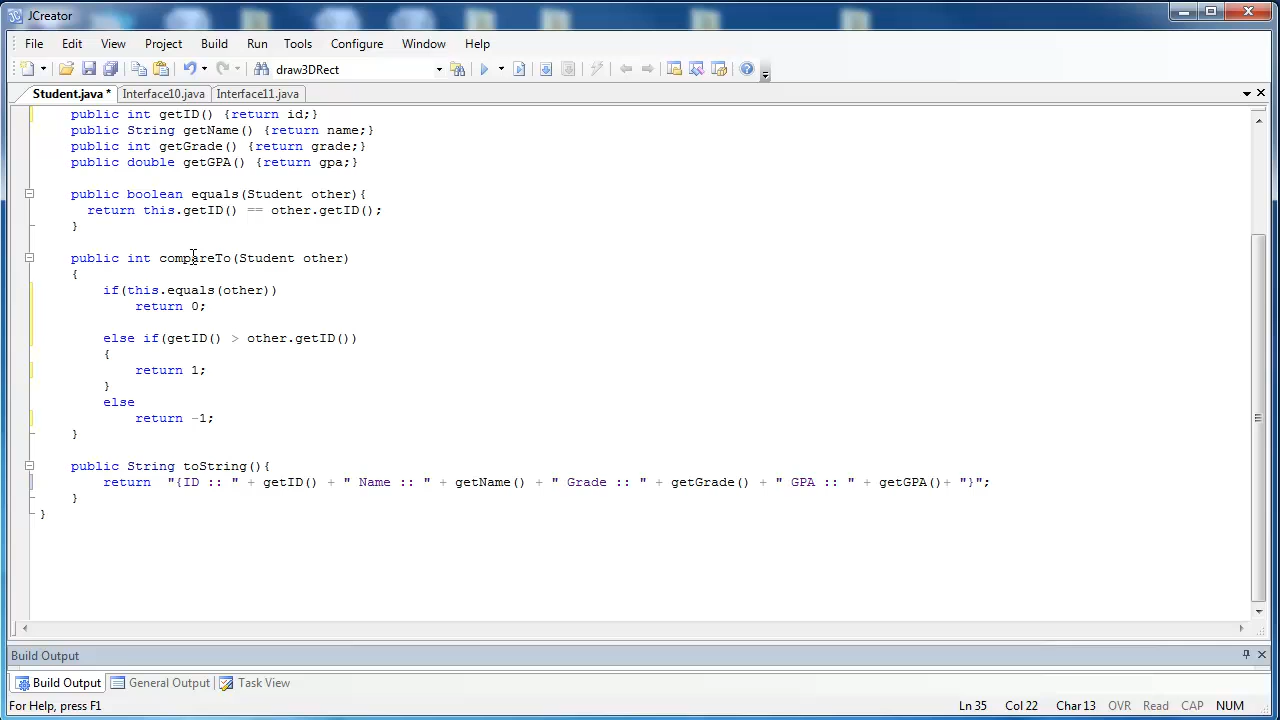 JCreator
File Edit View Project Build Run Tools Configure Window Help
draw3DRect
Student.java * Interface10.java Interface11.java
public int getID() {return id;}
public String getName() {return name;}
public int getGrade() {return grade;}
public double getGPA() {return gpa;}
public boolean equals(Student other){
return this.getID() == other.getID();
}
public int compareTo(Student other)
{
if(this.equals(other))
return 0;
else if(getID() > other.getID())
{
return 1;
}
else
return -1;
}
public String toString(){
return  "{ID :: " + getID() + " Name :: " + getName() + " Grade :: " + getGrade() + " GPA :: " + getGPA()+ "}";
}
}
Build Output
Build Output General Output Task View
For Help, press F1 Ln 35 Col 22 Char 13 OVR Read CAP NUM